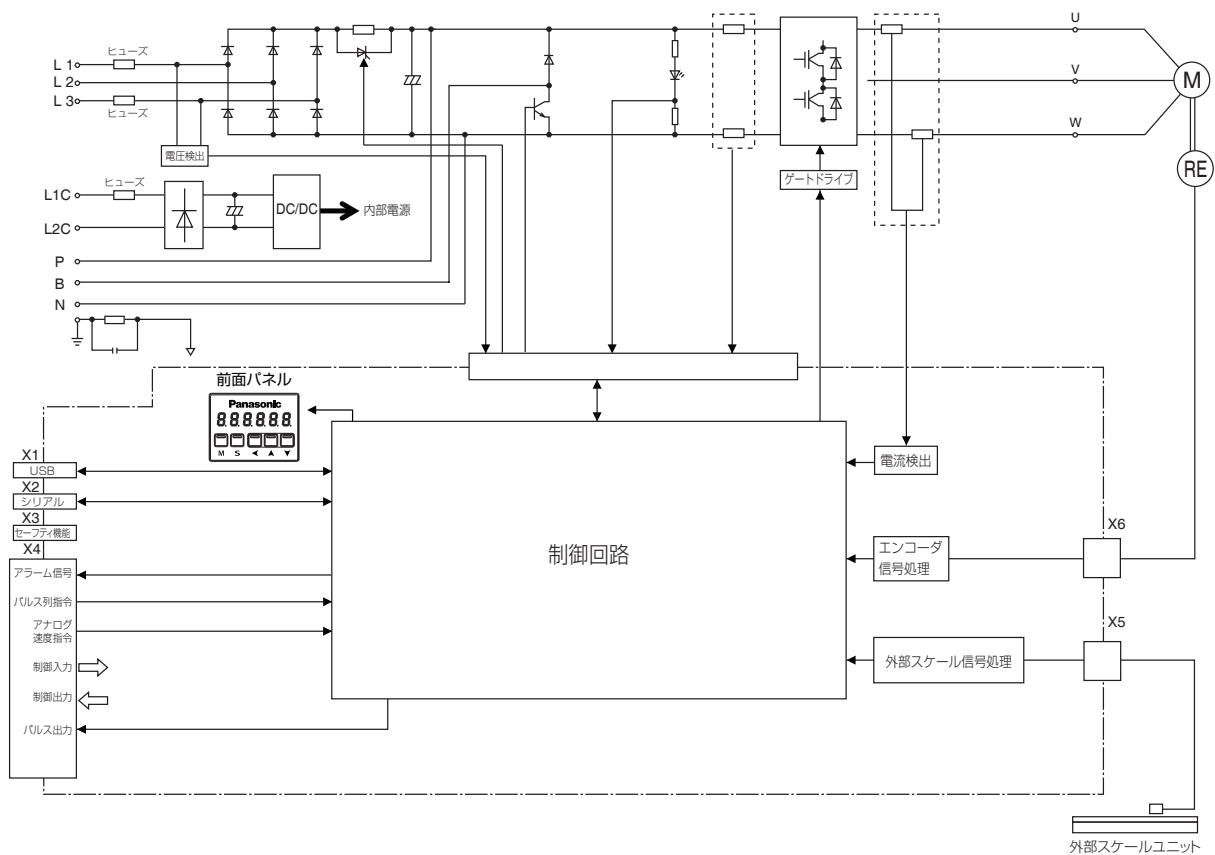 U
ヒューズ
L 1
L 2
L 3
ヒューズ
V
M
W
電圧検出
RE
ヒューズ
ゲートドライブ
L1C
DC/DC
内部電源
L2C
P
B
N
前面パネル
Panasonic
8.8.8.8.8.8.
M S
X1
USB
X2
シリアル
X3
セーフティ機能
X4
電流検出
制御回路
エンコーダ
信号処理
X6
アラーム信号
パルス列指令
アナログ
速度指令
制御入力
制御出力
パルス出力
外部スケール信号処理
X5
外部スケールユニット